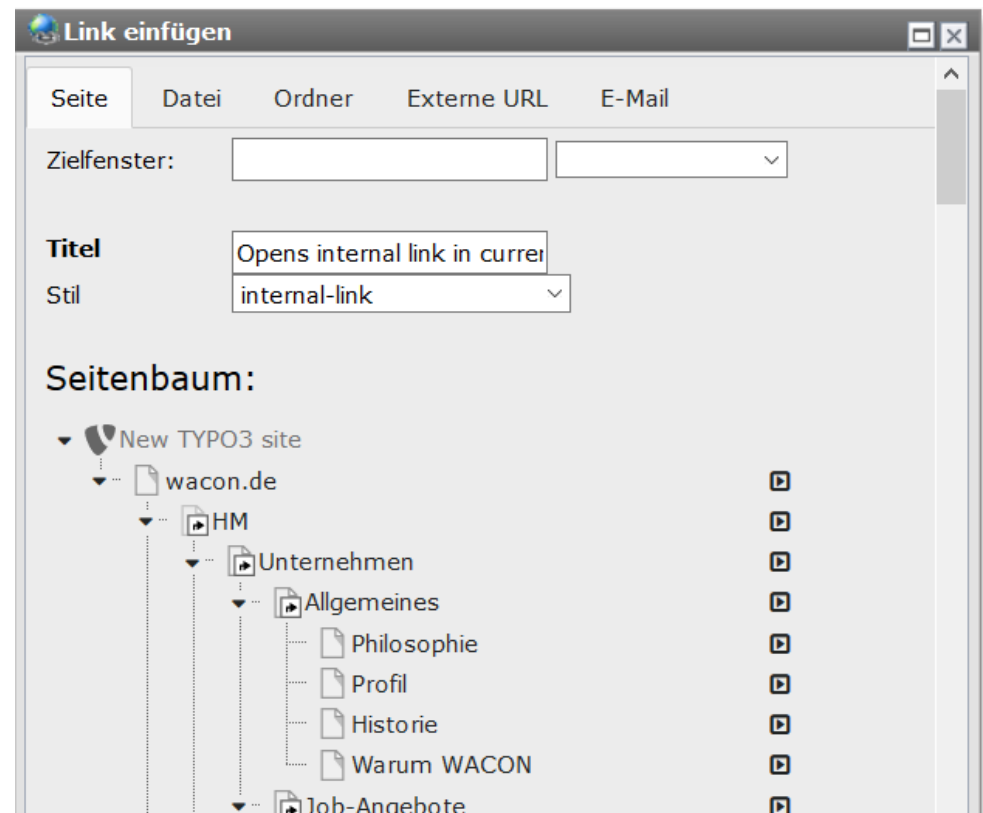 Link einfügen
Seite Datei Ordner Externe URL E-Mail
Zielfenster:
Titel Opens internal link in curre
Stil internal-link
Seitenbaum:
New TYPO3 site
wacon.de
HM
Unternehmen
Allgemeines
Philosophie
Profil
Historie
Warum WACON
Job-Angebote